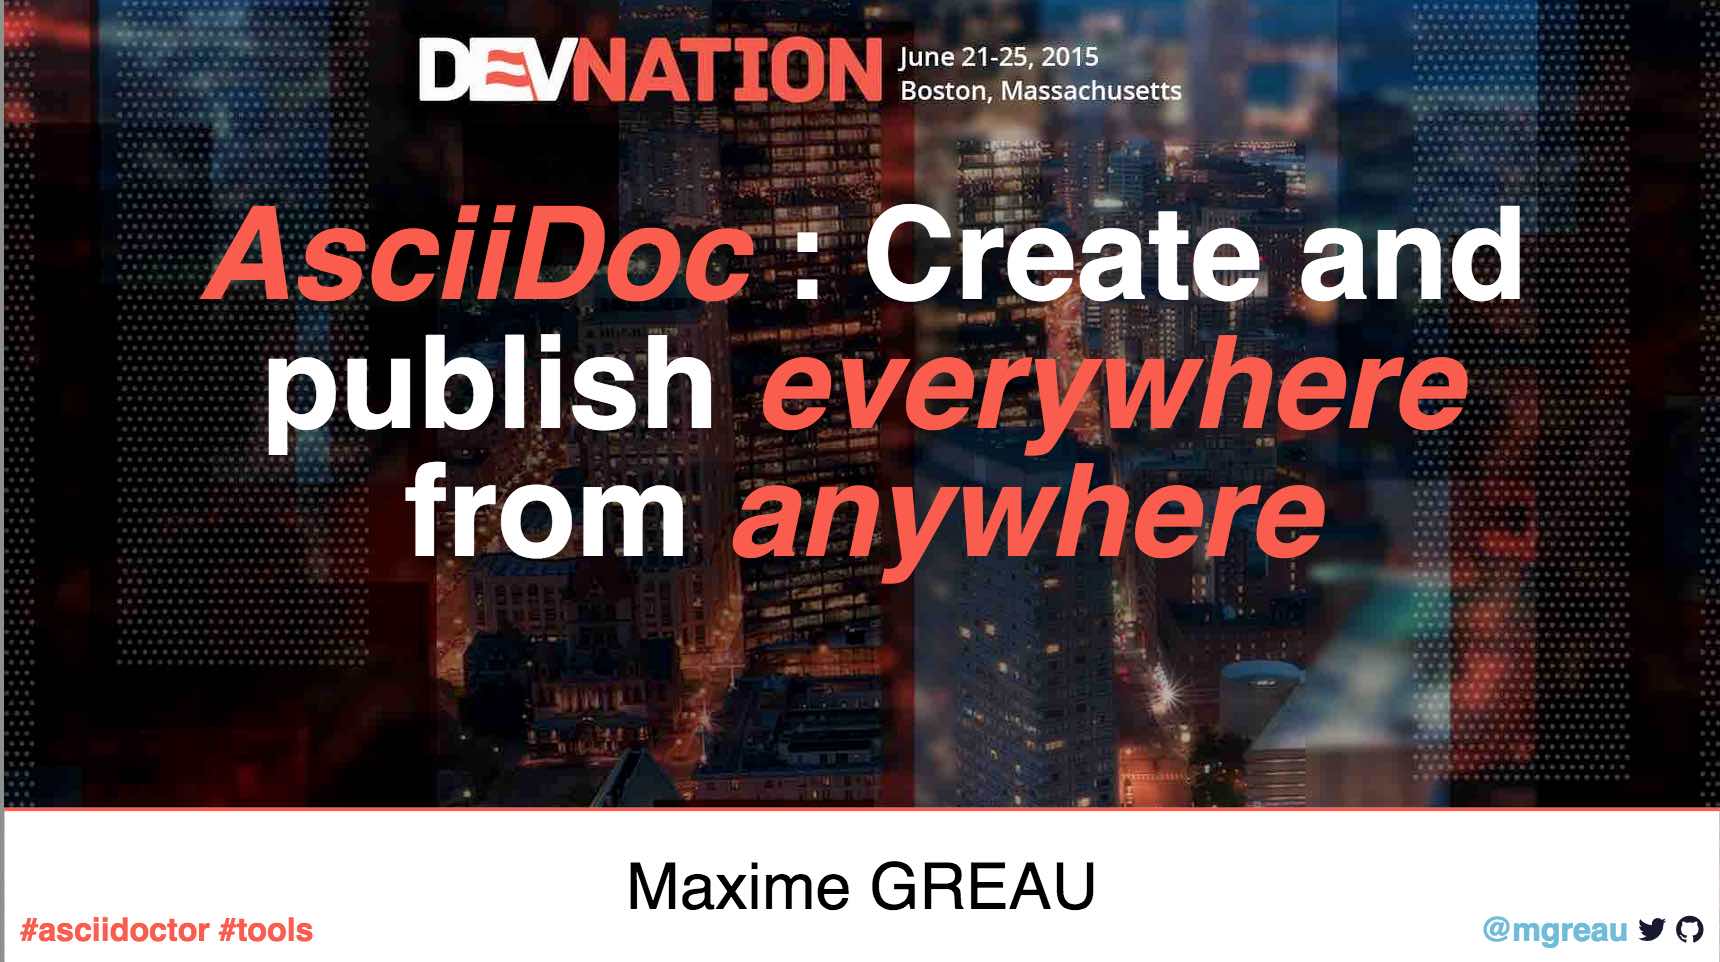 DEVNATION
June 21-25, 2015
Boston, Massachusetts
AsciiDoc : Create and
publish everywhere
from anywhere
Maxime GREAU
#asciidoctor #tools
@mgreau